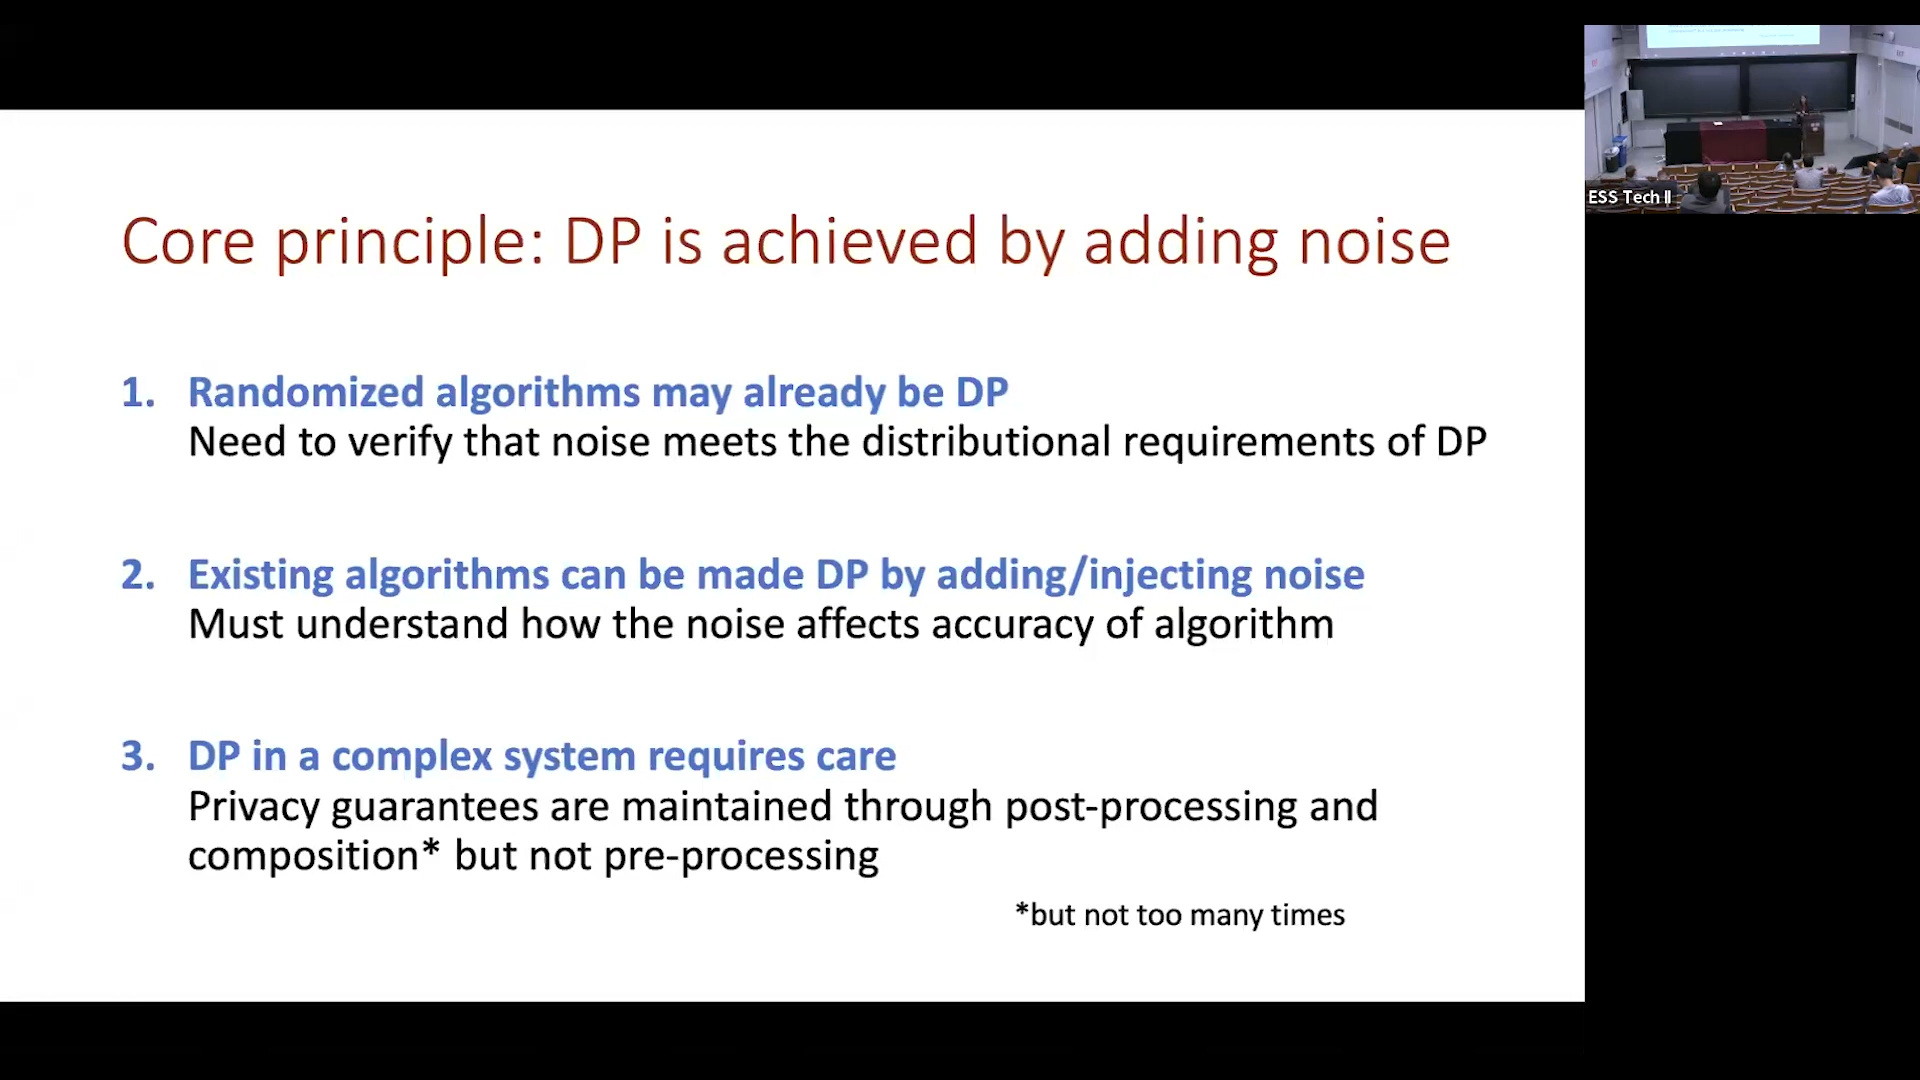 Core principle: DP is achieved by adding noise
1. Randomized algorithms may already be DP
Need to verify that noise meets the distributional requirements of DP
2. Existing algorithms can be made DP by adding/injecting noise
Must understand how the noise affects accuracy of algorithm
3. DP in a complex system requires care
Privacy guarantees are maintained through post-processing and
composition* but not pre-processing
*but not too many times
ESS Tech II